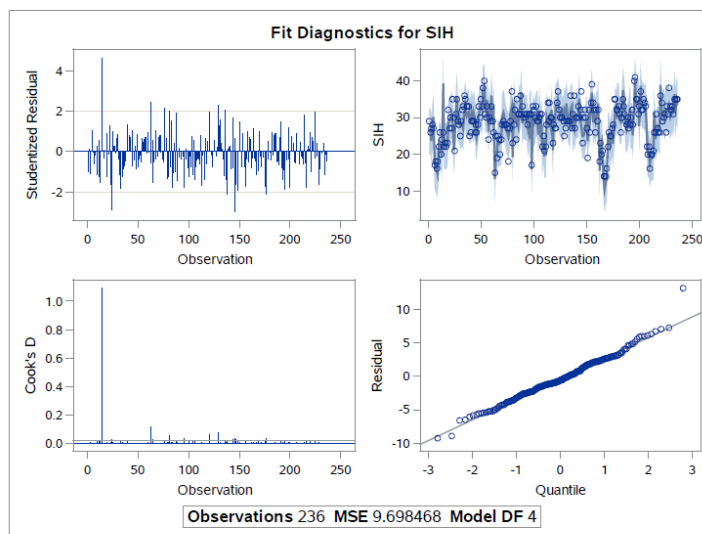 Fit Diagnostics for SIH
Studentized Residual
4
2
0
-2
0 50 100 150 200 250
Observation
SIH
40
30
20
10
0 50 100 150 200 250
Observation
Cook's D
1.0
0.8
0.6
0.4
0.2
0.0
0 50 100 150 200 250
Observation
Residual
10
5
0
-5
-10
-3 -2 -1 0 1 2 3
Quantile
Observations 236 MSE 9.698468 Model DF 4